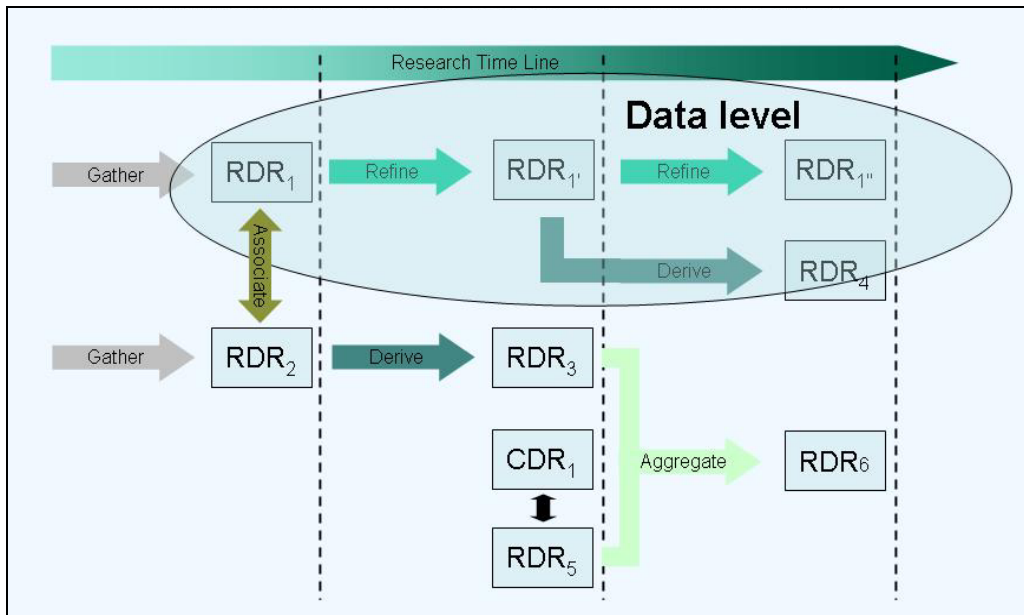 Research Time Line
Data level
Gather RDR₁ Refine RDR₁' Refine RDR₁"
Associate
Derive RDR₄
Gather RDR₂ Derive RDR₃
CDR₁ Aggregate RDR6
RDR₅